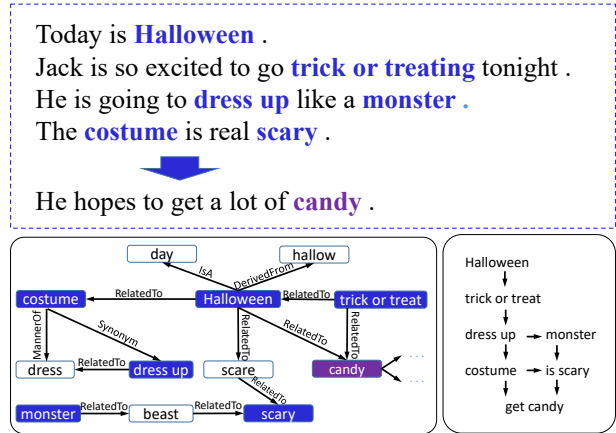 Today is Halloween .
Jack is so excited to go trick or treating tonight .
He is going to dress up like a monster .
The costume is real scary .
He hopes to get a lot of candy .
day
hallow
IsA
DerivedFrom
costume
RelatedTo
Halloween
RelatedTo
trick or treat
MannerOf
Synonym
RelatedTo
RelatedTo
RelatedTo
dress
RelatedTo
dress up
scare
candy
...
...
RelatedTo
monster
RelatedTo
beast
RelatedTo
scary
Halloween
trick or treat
dress up
monster
costume
is scary
get candy